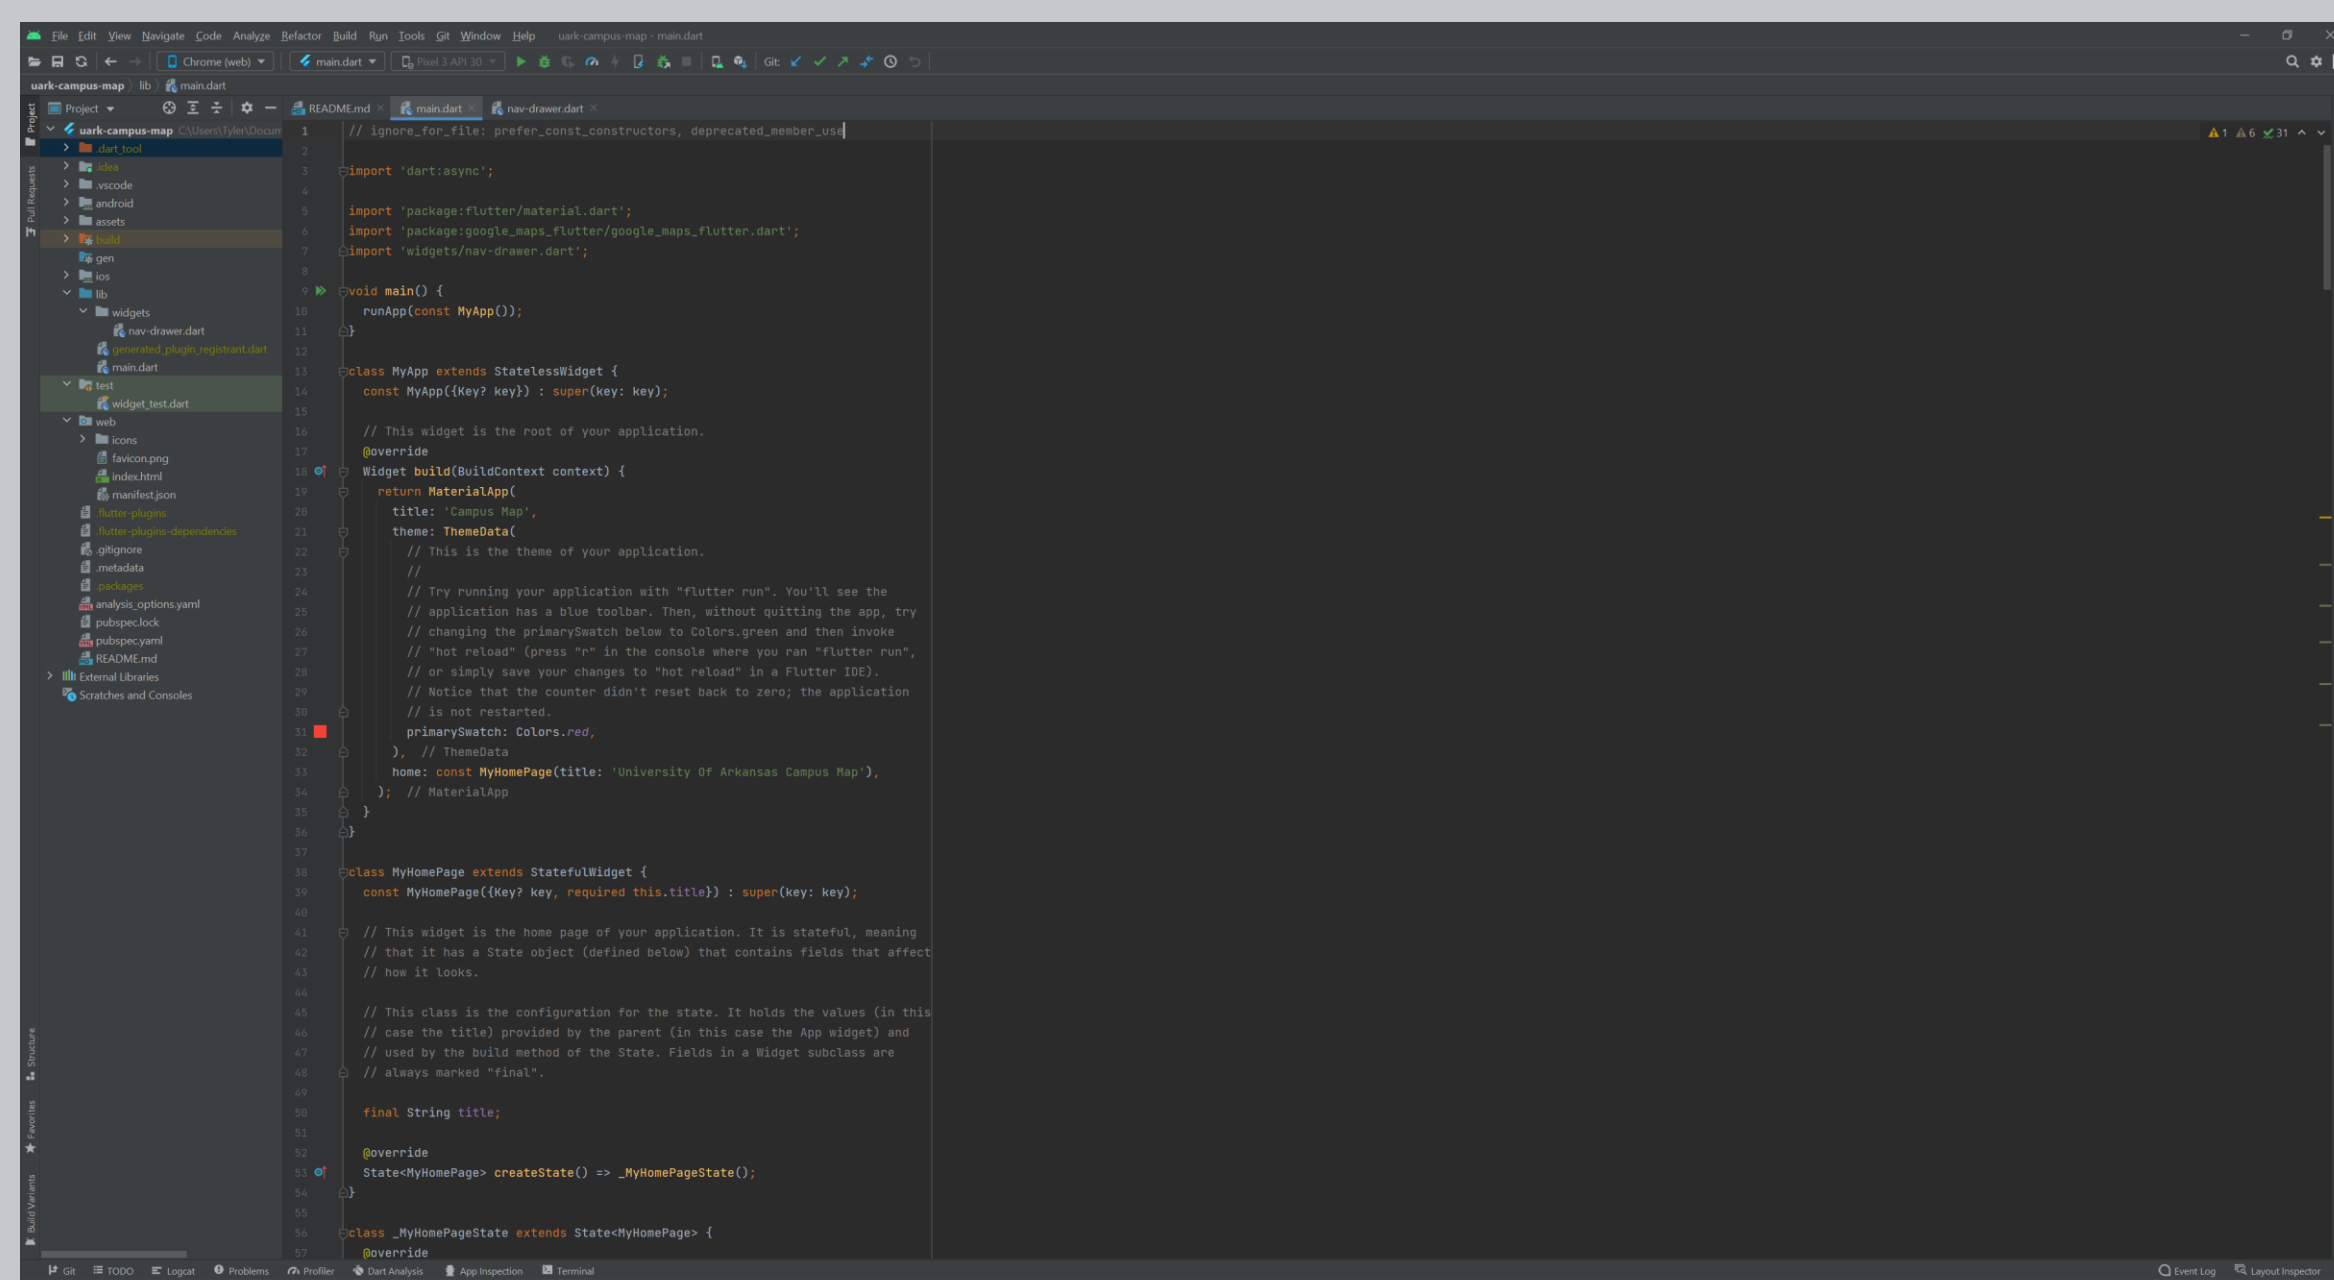 File Edit View Navigate Code Analyze Refactor Build Run Tools Git Window Help uark-campus-map - main.dart
Chrome (web) main.dart Pixel 3 API 30 Git:
uark-campus-map lib main.dart
Project README.md main.dart nav-drawer.dart
Project
Pull Requests
Structure
Favorites
Build Variants
uark-campus-map C:\Users\Tyler\Docum
.dart_tool
.idea
.vscode
android
assets
build
gen
ios
lib
widgets
nav-drawer.dart
generated_plugin_registrant.dart
main.dart
test
widget_test.dart
web
icons
favicon.png
index.html
manifest.json
.flutter-plugins
.flutter-plugins-dependencies
.gitignore
.metadata
.packages
analysis_options.yaml
pubspec.lock
pubspec.yaml
README.md
External Libraries
Scratches and Consoles
1 // ignore_for_file: prefer_const_constructors, deprecated_member_use
1 6 31
2
3 import 'dart:async';
4
5 import 'package:flutter/material.dart';
6 import 'package:google_maps_flutter/google_maps_flutter.dart';
7 import 'widgets/nav-drawer.dart';
8
9 void main() {
10 runApp(const MyApp());
11 }
12
13 class MyApp extends StatelessWidget {
14 const MyApp({Key? key}) : super(key: key);
15
16 // This widget is the root of your application.
17 @override
18 Widget build(BuildContext context) {
19 return MaterialApp(
20 title: 'Campus Map',
21 theme: ThemeData(
22 // This is the theme of your application.
23 //
24 // Try running your application with "flutter run". You'll see the
25 // application has a blue toolbar. Then, without quitting the app, try
26 // changing the primarySwatch below to Colors.green and then invoke
27 // "hot reload" (press "r" in the console where you ran "flutter run",
28 // or simply save your changes to "hot reload" in a Flutter IDE).
29 // Notice that the counter didn't reset back to zero; the application
30 // is not restarted.
31 primarySwatch: Colors.red,
32 ), // ThemeData
33 home: const MyHomePage(title: 'University Of Arkansas Campus Map'),
34 ); // MaterialApp
35 }
36 }
37
38 class MyHomePage extends StatefulWidget {
39 const MyHomePage({Key? key, required this.title}) : super(key: key);
40
41 // This widget is the home page of your application. It is stateful, meaning
42 // that it has a State object (defined below) that contains fields that affect
43 // how it looks.
44
45 // This class is the configuration for the state. It holds the values (in this
46 // case the title) provided by the parent (in this case the App widget) and
47 // used by the build method of the State. Fields in a Widget subclass are
48 // always marked "final".
49
50 final String title;
51
52 @override
53 State<MyHomePage> createState() => _MyHomePageState();
54 }
55
56 class _MyHomePageState extends State<MyHomePage> {
57 @override
Git TODO Logcat Problems Profiler Dart Analysis App Inspection Terminal Event Log Layout Inspector